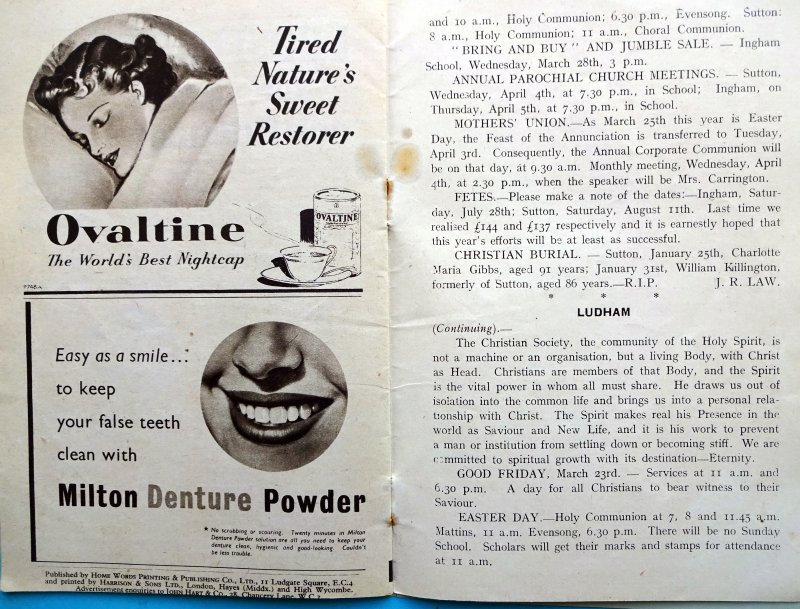 Tired
Nature's
Sweet
Restorer
OVALTINE
Ovaltine
The World's Best Nightcap
P748A
Easy as a smile...*
to keep
your false teeth
clean with
Milton Denture Powder
* No scrubbing or scouring. Twenty minutes in Milton
Denture Powder solution are all you need to keep your
denture clean, hygienic and good-looking. Couldn't
be less trouble.
Published by HOME WORDS PRINTING & PUBLISHING CO., LTD., 11 Ludgate Square, E.C.4
and printed by HARRISON & SONS LTD., London, Hayes (Middx.) and High Wycombe.
Advertisement enquiries to JOHN HART & CO. 28, Chancery Lane, W.C.2
and 10 a.m., Holy Communion; 6.30 p.m., Evensong. Sutton:
8 a.m., Holy Communion; 11 a.m., Choral Communion.
"BRING AND BUY" AND JUMBLE SALE. — Ingham
School, Wednesday, March 28th, 3 p.m.
ANNUAL PAROCHIAL CHURCH MEETINGS. — Sutton,
Wednesday, April 4th, at 7.30 p.m., in School; Ingham, on
Thursday, April 5th, at 7.30 p.m., in School.
MOTHERS' UNION.—As March 25th this year is Easter
Day, the Feast of the Annunciation is transferred to Tuesday,
April 3rd. Consequently, the Annual Corporate Communion will
be on that day, at 9.30 a.m. Monthly meeting, Wednesday, April
4th, at 2.30 p.m., when the speaker will be Mrs. Carrington.
FETES.—Please make a note of the dates:—Ingham, Satur-
day, July 28th; Sutton, Saturday, August 11th. Last time we
realised £144 and £137 respectively and it is earnestly hoped that
this year's efforts will be at least as successful.
CHRISTIAN BURIAL. — Sutton, January 25th, Charlotte
Maria Gibbs, aged 91 years; January 31st, William Killington,
formerly of Sutton, aged 86 years.—R.I.P. J. R. LAW.
* * *
LUDHAM
(Continuing).—
The Christian Society, the community of the Holy Spirit, is
not a machine or an organisation, but a living Body, with Christ
as Head. Christians are members of that Body, and the Spirit
is the vital power in whom all must share. He draws us out of
isolation into the common life and brings us into a personal rela-
tionship with Christ. The Spirit makes real his Presence in the
world as Saviour and New Life, and it is his work to prevent
a man or institution from settling down or becoming stiff. We are
committed to spiritual growth with its destination—Eternity.
GOOD FRIDAY, March 23rd. — Services at 11 a.m. and
6.30 p.m. A day for all Christians to bear witness to their
Saviour.
EASTER DAY.—Holy Communion at 7, 8 and 11.45 a.m.
Mattins, 11 a.m. Evensong, 6.30 p.m. There will be no Sunday
School. Scholars will get their marks and stamps for attendance
at 11 a.m.